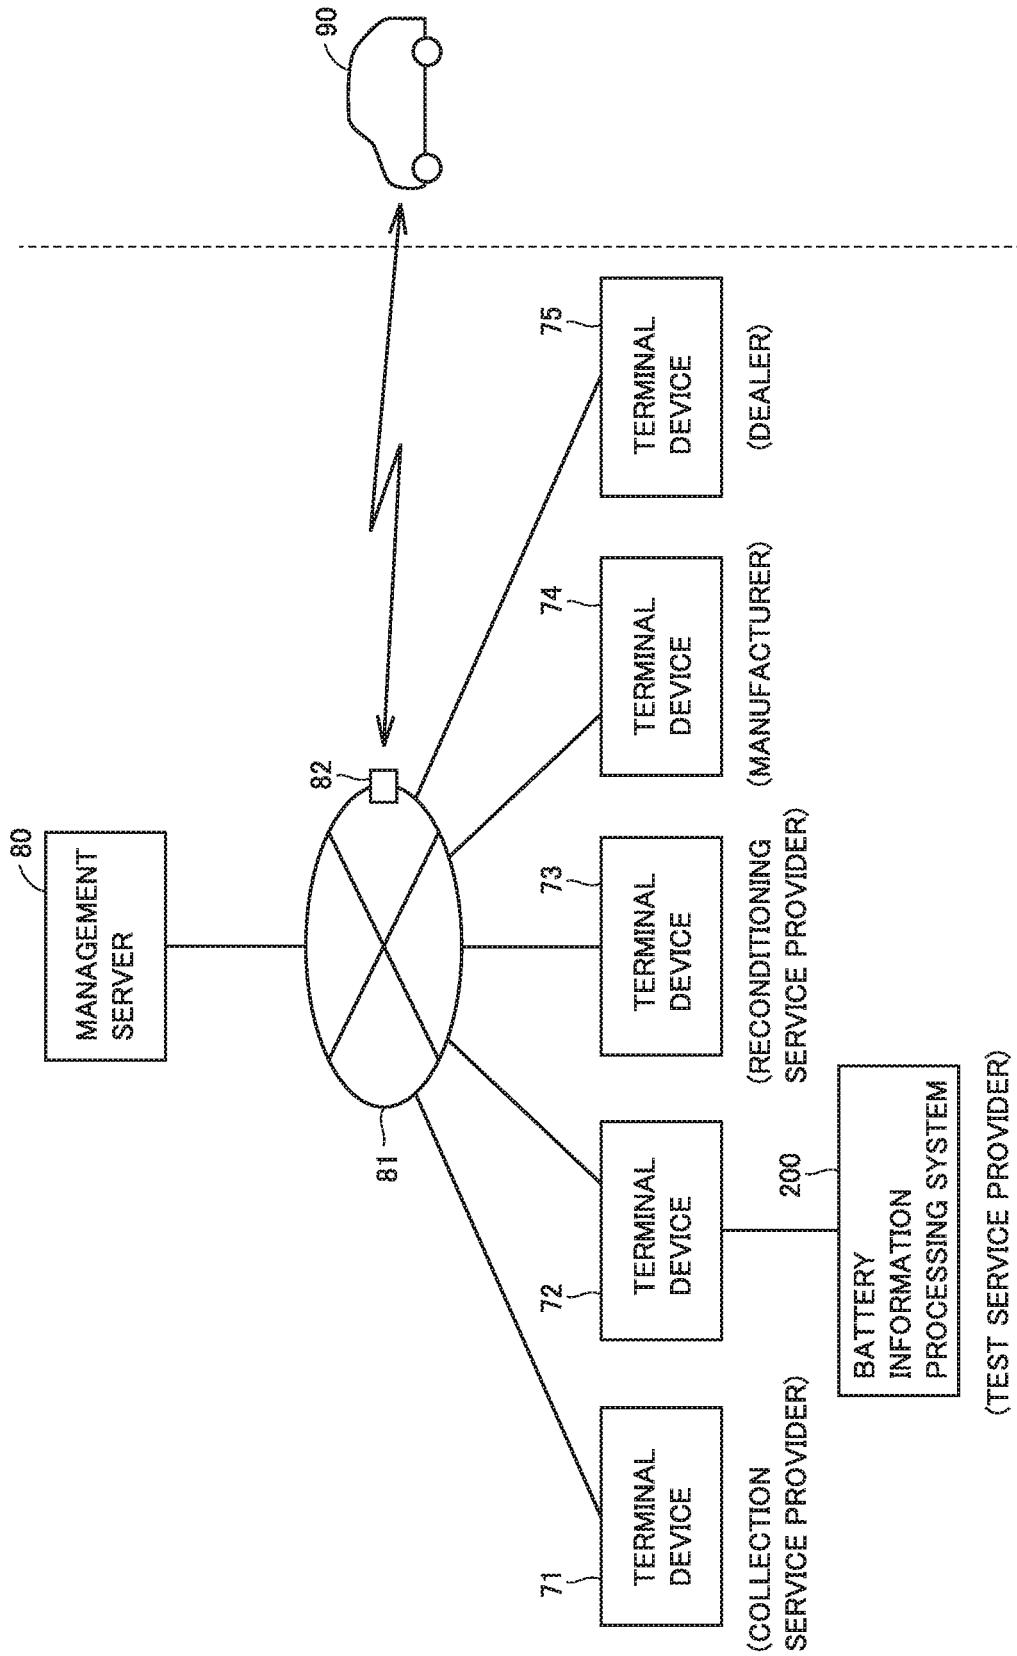 80
MANAGEMENT
SERVER
90
82
81
71
TERMINAL
DEVICE
(COLLECTION
SERVICE PROVIDER)
72
TERMINAL
DEVICE
200
BATTERY
INFORMATION
PROCESSING SYSTEM
(TEST SERVICE PROVIDER)
73
TERMINAL
DEVICE
(RECONDITIONING
SERVICE PROVIDER)
74
TERMINAL
DEVICE
(MANUFACTURER)
75
TERMINAL
DEVICE
(DEALER)